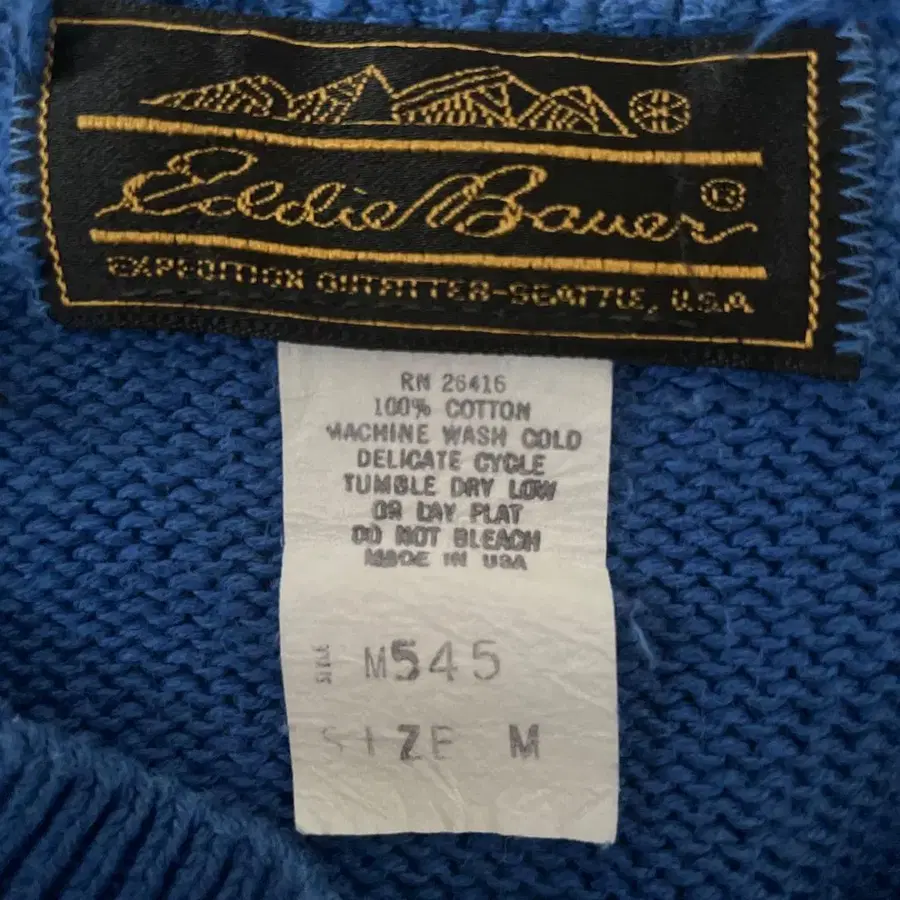 Eddie Bauer®
EXPEDITION OUTFITTER-SEATTLE, U.S.A
RN 26416
100% COTTON
MACHINE WASH COLD
DELICATE CYCLE
TUMBLE DRY LOW
OR LAY FLAT
DO NOT BLEACH
MADE IN USA
STYLE M545
SIZE M